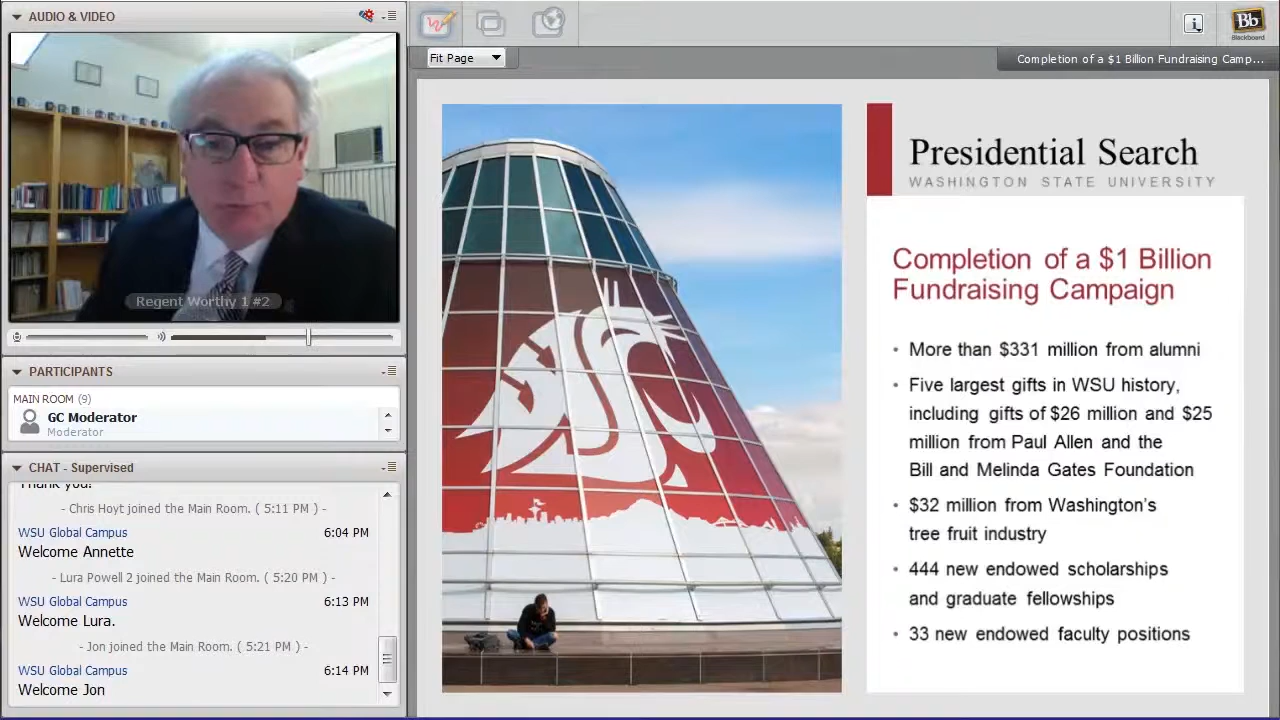 AUDIO & VIDEO
Regent Worthy 1 #2
PARTICIPANTS
MAIN ROOM (9)
GC Moderator
Moderator
CHAT - Supervised
Thank you!
- Chris Hoyt joined the Main Room. ( 5:11 PM ) -
WSU Global Campus 6:04 PM
Welcome Annette
- Lura Powell 2 joined the Main Room. ( 5:20 PM ) -
WSU Global Campus 6:13 PM
Welcome Lura.
- Jon joined the Main Room. ( 5:21 PM ) -
WSU Global Campus 6:14 PM
Welcome Jon
Bb
Blackboard
Fit Page
Completion of a $1 Billion Fundraising Camp...
Presidential Search
WASHINGTON STATE UNIVERSITY
Completion of a $1 Billion
Fundraising Campaign
• More than $331 million from alumni
• Five largest gifts in WSU history,
including gifts of $26 million and $25
million from Paul Allen and the
Bill and Melinda Gates Foundation
• $32 million from Washington's
tree fruit industry
• 444 new endowed scholarships
and graduate fellowships
• 33 new endowed faculty positions